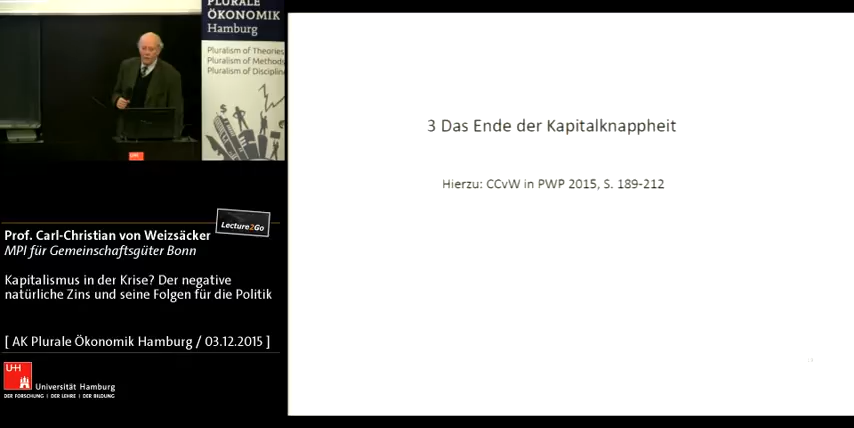 PLURALE
ÖKONOMIK
Hamburg
Pluralism of Theories
Pluralism of Methods
Pluralism of Disciplin
Lecture2Go
Prof. Carl-Christian von Weizsäcker
MPI für Gemeinschaftsgüter Bonn
Kapitalismus in der Krise? Der negative
natürliche Zins und seine Folgen für die Politik
[ AK Plurale Ökonomik Hamburg / 03.12.2015 ]
UH
Universität Hamburg
DER FORSCHUNG | DER LEHRE | DER BILDUNG
3 Das Ende der Kapitalknappheit
Hierzu: CCvW in PWP 2015, S. 189-212